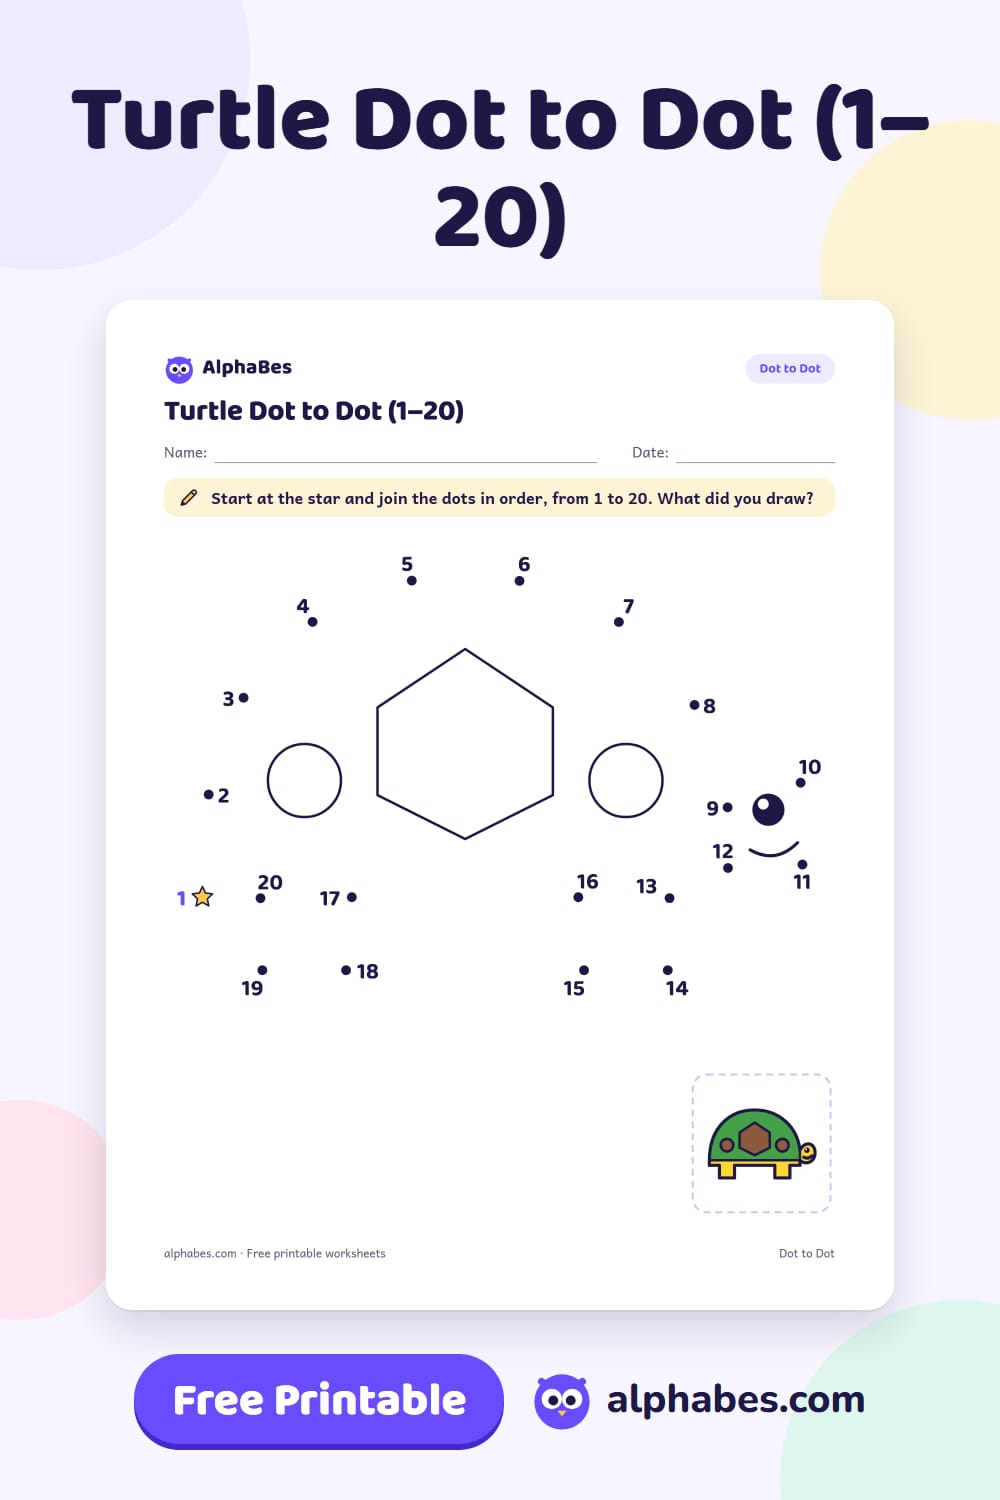 Turtle Dot to Dot (1–
20)
AlphaBes
Dot to Dot
Turtle Dot to Dot (1–20)
Name:
Date:
Start at the star and join the dots in order, from 1 to 20. What did you draw?
5
6
4
7
3
8
10
2
9
12
11
1
20
17
16
13
19
18
15
14
alphabes.com · Free printable worksheets
Dot to Dot
Free Printable
alphabes.com